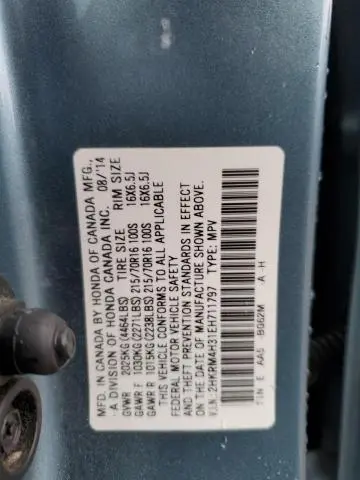 MFD. IN CANADA BY HONDA OF CANADA MFG.,
A DIVISION OF HONDA CANADA INC. 08/'14
TIRE SIZE RIM SIZE
GVWR 2025KG(4464LBS)
GAWR F 1030KG(2271LBS) 215/70R16 100S 16X6.5J
GAWR R 1015KG(2238LBS) 215/70R16 100S 16X6.5J
THIS VEHICLE CONFORMS TO ALL APPLICABLE
FEDERAL MOTOR VEHICLE SAFETY
AND THEFT PREVENTION STANDARDS IN EFFECT
ON THE DATE OF MANUFACTURE SHOWN ABOVE.
V.I.N.: 2HKRM4H31EH711797 TYPE: MPV
AA5 BG62M A-H